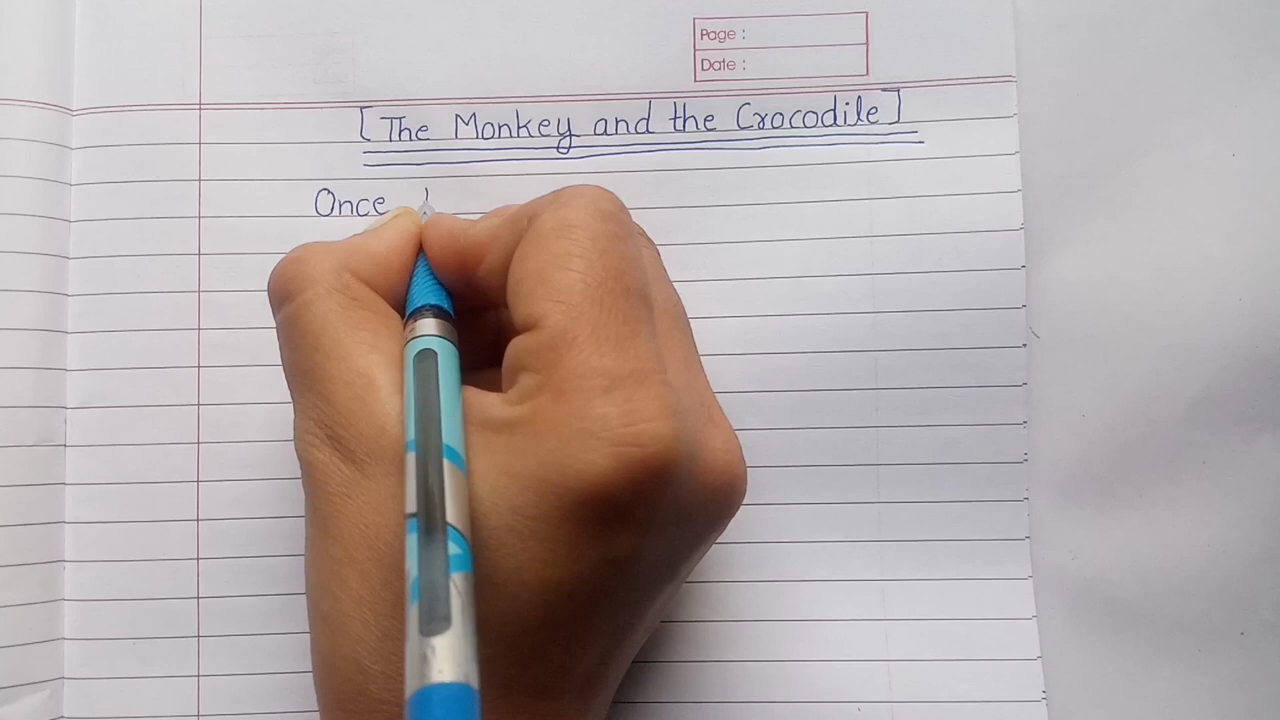 Page :
Date :
[The Monkey and the Crocodile]
Once